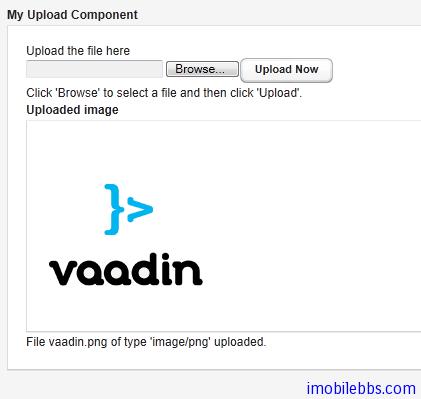 My Upload Component
Upload the file here
Browse... Upload Now
Click 'Browse' to select a file and then click 'Upload'.
Uploaded image
}>
vaadin
File vaadin.png of type 'image/png' uploaded.
imobilebbs.com